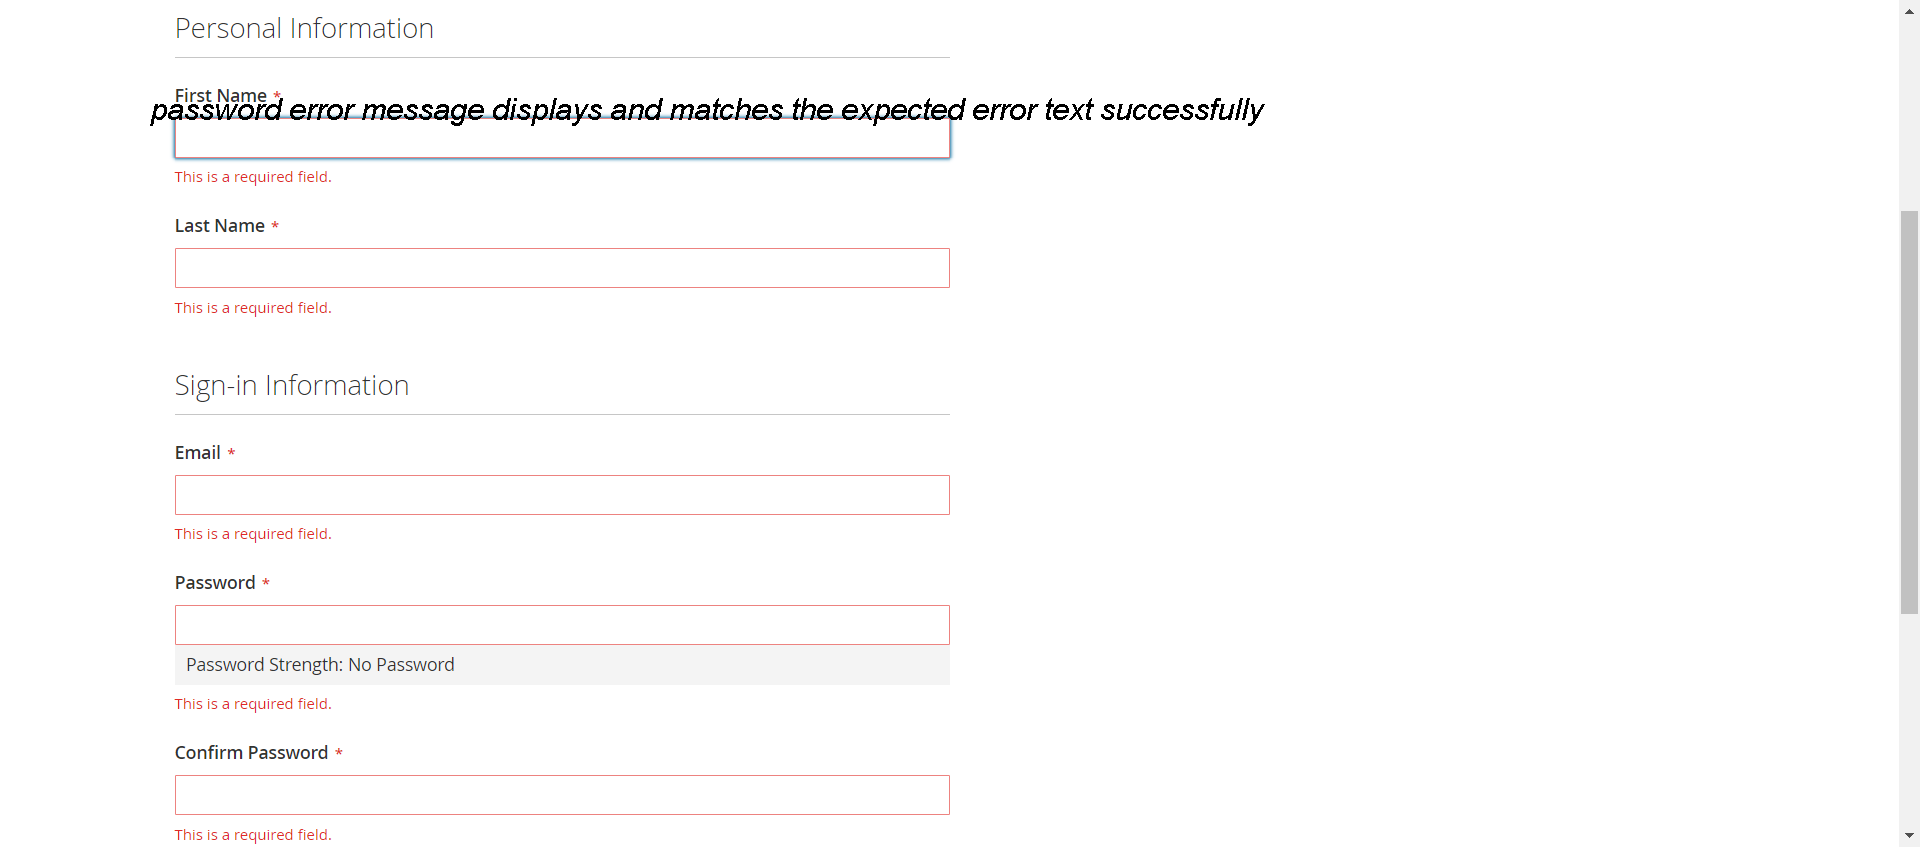 Personal Information
First Name *
password error message displays and matches the expected error text successfully
This is a required field.
Last Name *
This is a required field.
Sign-in Information
Email *
This is a required field.
Password *
Password Strength: No Password
This is a required field.
Confirm Password *
This is a required field.